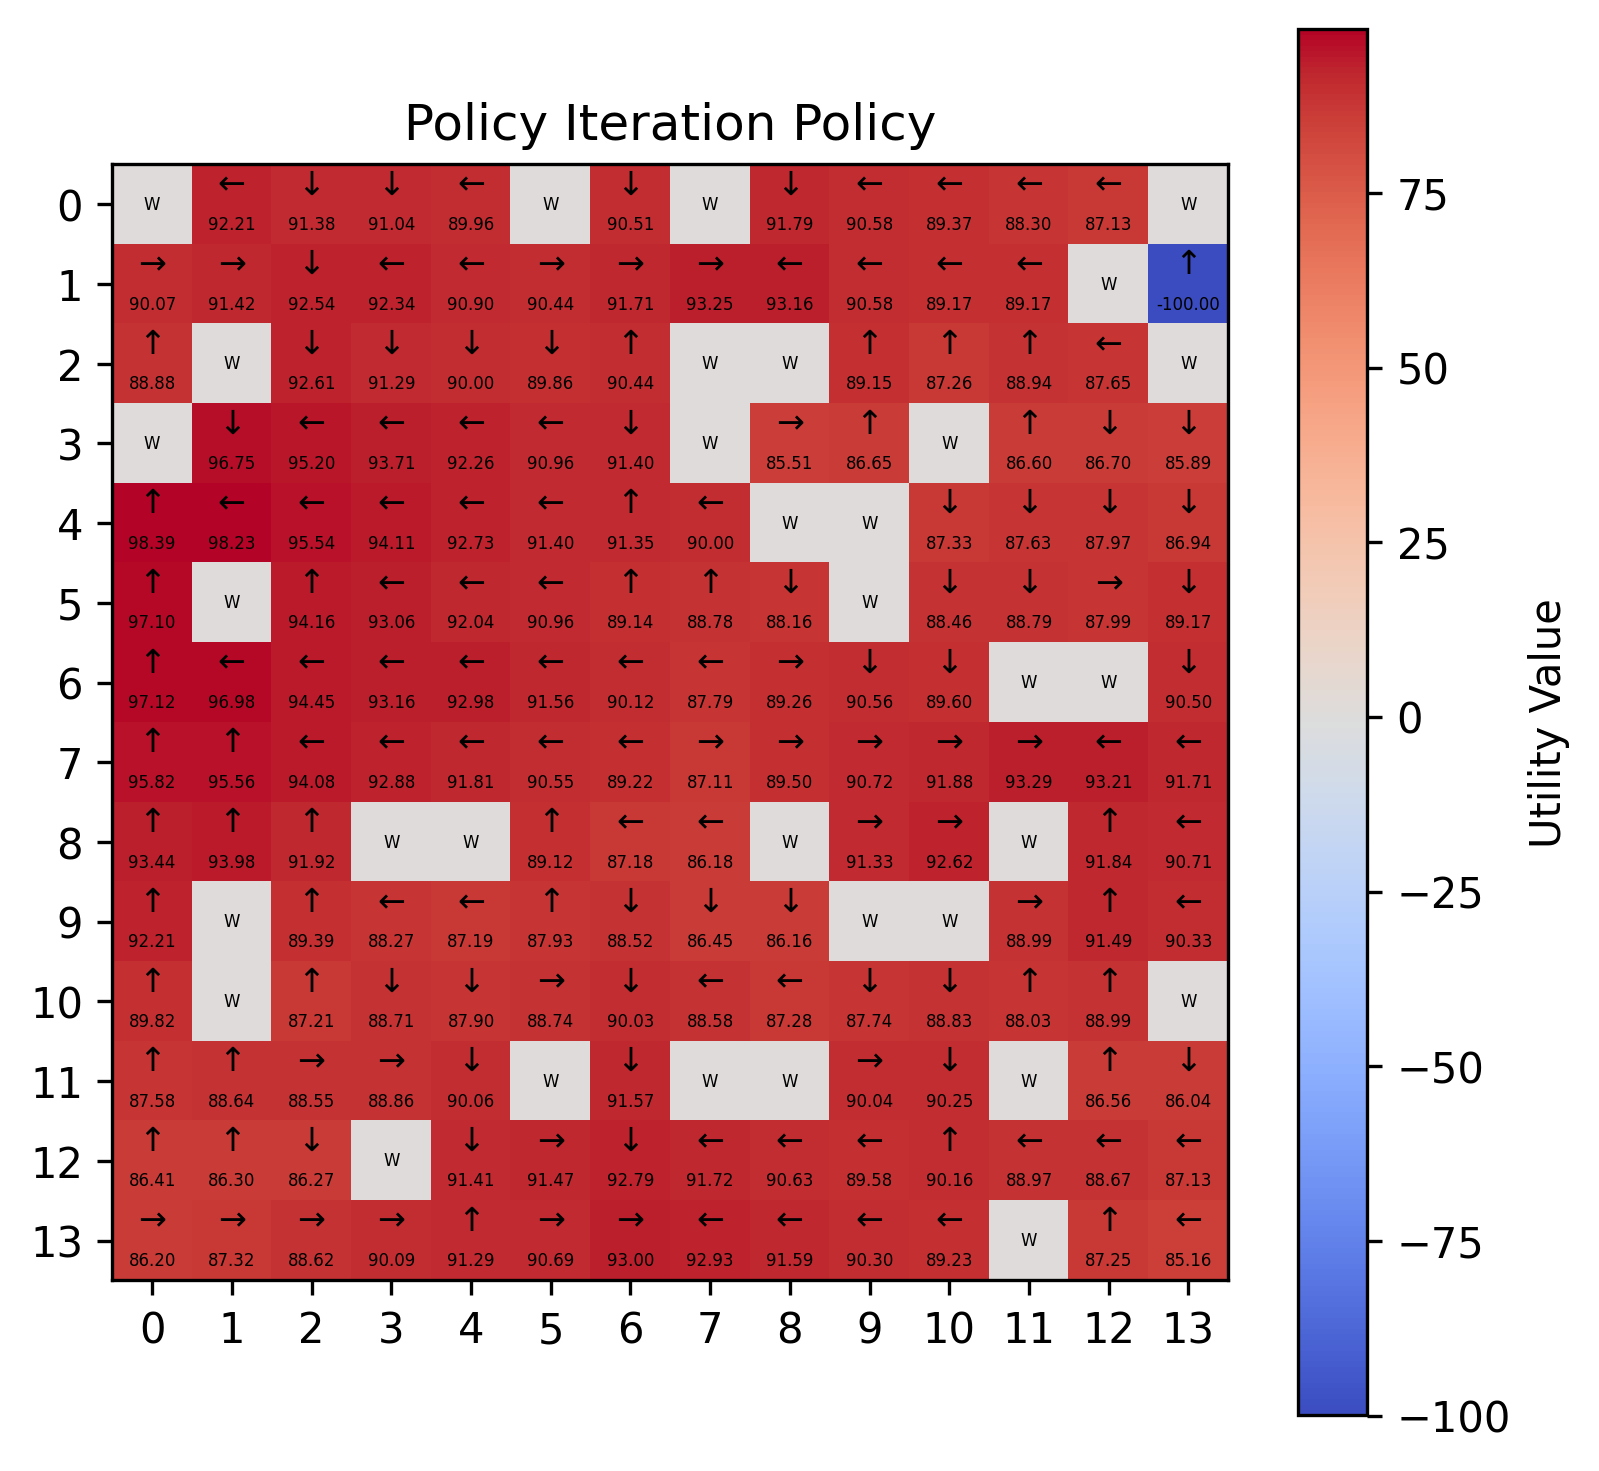 Policy Iteration Policy
0 W ← ↓ ↓ ← W ↓ W ↓ ← ← ← ← W
92.21 91.38 91.04 89.96 90.51 91.79 90.58 89.37 88.30 87.13
1 → → ↓ ← ← → → → ← ← ← ← W ↑
90.07 91.42 92.54 92.34 90.90 90.44 91.71 93.25 93.16 90.58 89.17 89.17 -100.00
2 ↑ W ↓ ↓ ↓ ↓ ↑ W W ↑ ↑ ↑ ← W
88.88 92.61 91.29 90.00 89.86 90.44 89.15 87.26 88.94 87.65
3 W ↓ ← ← ← ← ↓ W → ↑ W ↑ ↓ ↓
96.75 95.20 93.71 92.26 90.96 91.40 85.51 86.65 86.60 86.70 85.89
4 ↑ ← ← ← ← ← ↑ ← W W ↓ ↓ ↓ ↓
98.39 98.23 95.54 94.11 92.73 91.40 91.35 90.00 87.33 87.63 87.97 86.94
5 ↑ W ↑ ← ← ← ↑ ↑ ↓ W ↓ ↓ → ↓
97.10 94.16 93.06 92.04 90.96 89.14 88.78 88.16 88.46 88.79 87.99 89.17
6 ↑ ← ← ← ← ← ← ← → ↓ ↓ W W ↓
97.12 96.98 94.45 93.16 92.98 91.56 90.12 87.79 89.26 90.56 89.60 90.50
7 ↑ ↑ ← ← ← ← ← → → → → → ← ←
95.82 95.56 94.08 92.88 91.81 90.55 89.22 87.11 89.50 90.72 91.88 93.29 93.21 91.71
8 ↑ ↑ ↑ W W ↑ ← ← W → → W ↑ ←
93.44 93.98 91.92 89.12 87.18 86.18 91.33 92.62 91.84 90.71
9 ↑ W ↑ ← ← ↑ ↓ ↓ ↓ W W → ↑ ←
92.21 89.39 88.27 87.19 87.93 88.52 86.45 86.16 88.99 91.49 90.33
10 ↑ W ↑ ↓ ↓ → ↓ ← ← ↓ ↓ ↑ ↑ W
89.82 87.21 88.71 87.90 88.74 90.03 88.58 87.28 87.74 88.83 88.03 88.99
11 ↑ ↑ → → ↓ W ↓ W W → ↓ W ↑ ↓
87.58 88.64 88.55 88.86 90.06 91.57 90.04 90.25 86.56 86.04
12 ↑ ↑ ↓ W ↓ → ↓ ← ← ← ↑ ← ← ←
86.41 86.30 86.27 91.41 91.47 92.79 91.72 90.63 89.58 90.16 88.97 88.67 87.13
13 → → → → ↑ → → ← ← ← ← W ↑ ←
86.20 87.32 88.62 90.09 91.29 90.69 93.00 92.93 91.59 90.30 89.23 87.25 85.16
0 1 2 3 4 5 6 7 8 9 10 11 12 13
75
50
25
0
−25
−50
−75
−100
Utility Value